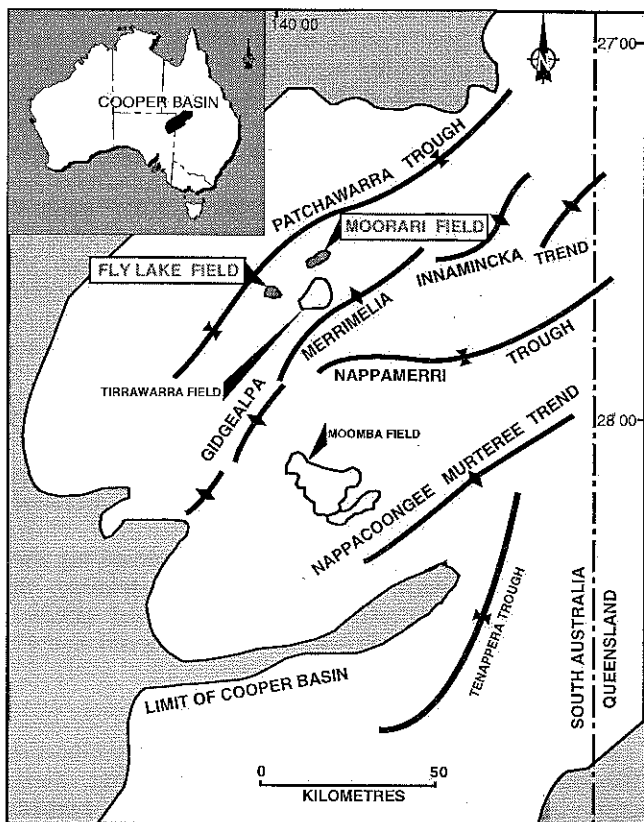 140 00
27°00
COOPER BASIN
N
PATCHAWARRA TROUGH
MOORARI FIELD
FLY LAKE FIELD
INNAMINCKA TREND
MERRIMELIA
NAPPAMERRI TROUGH
TIRRAWARRA FIELD
GIDGEALPA
28°00
MOOMBA FIELD
NAPPACOONGEE MURTEREE TREND
TENAPPERA TROUGH
SOUTH AUSTRALIA
QUEENSLAND
LIMIT OF COOPER BASIN
0 50
KILOMETRES